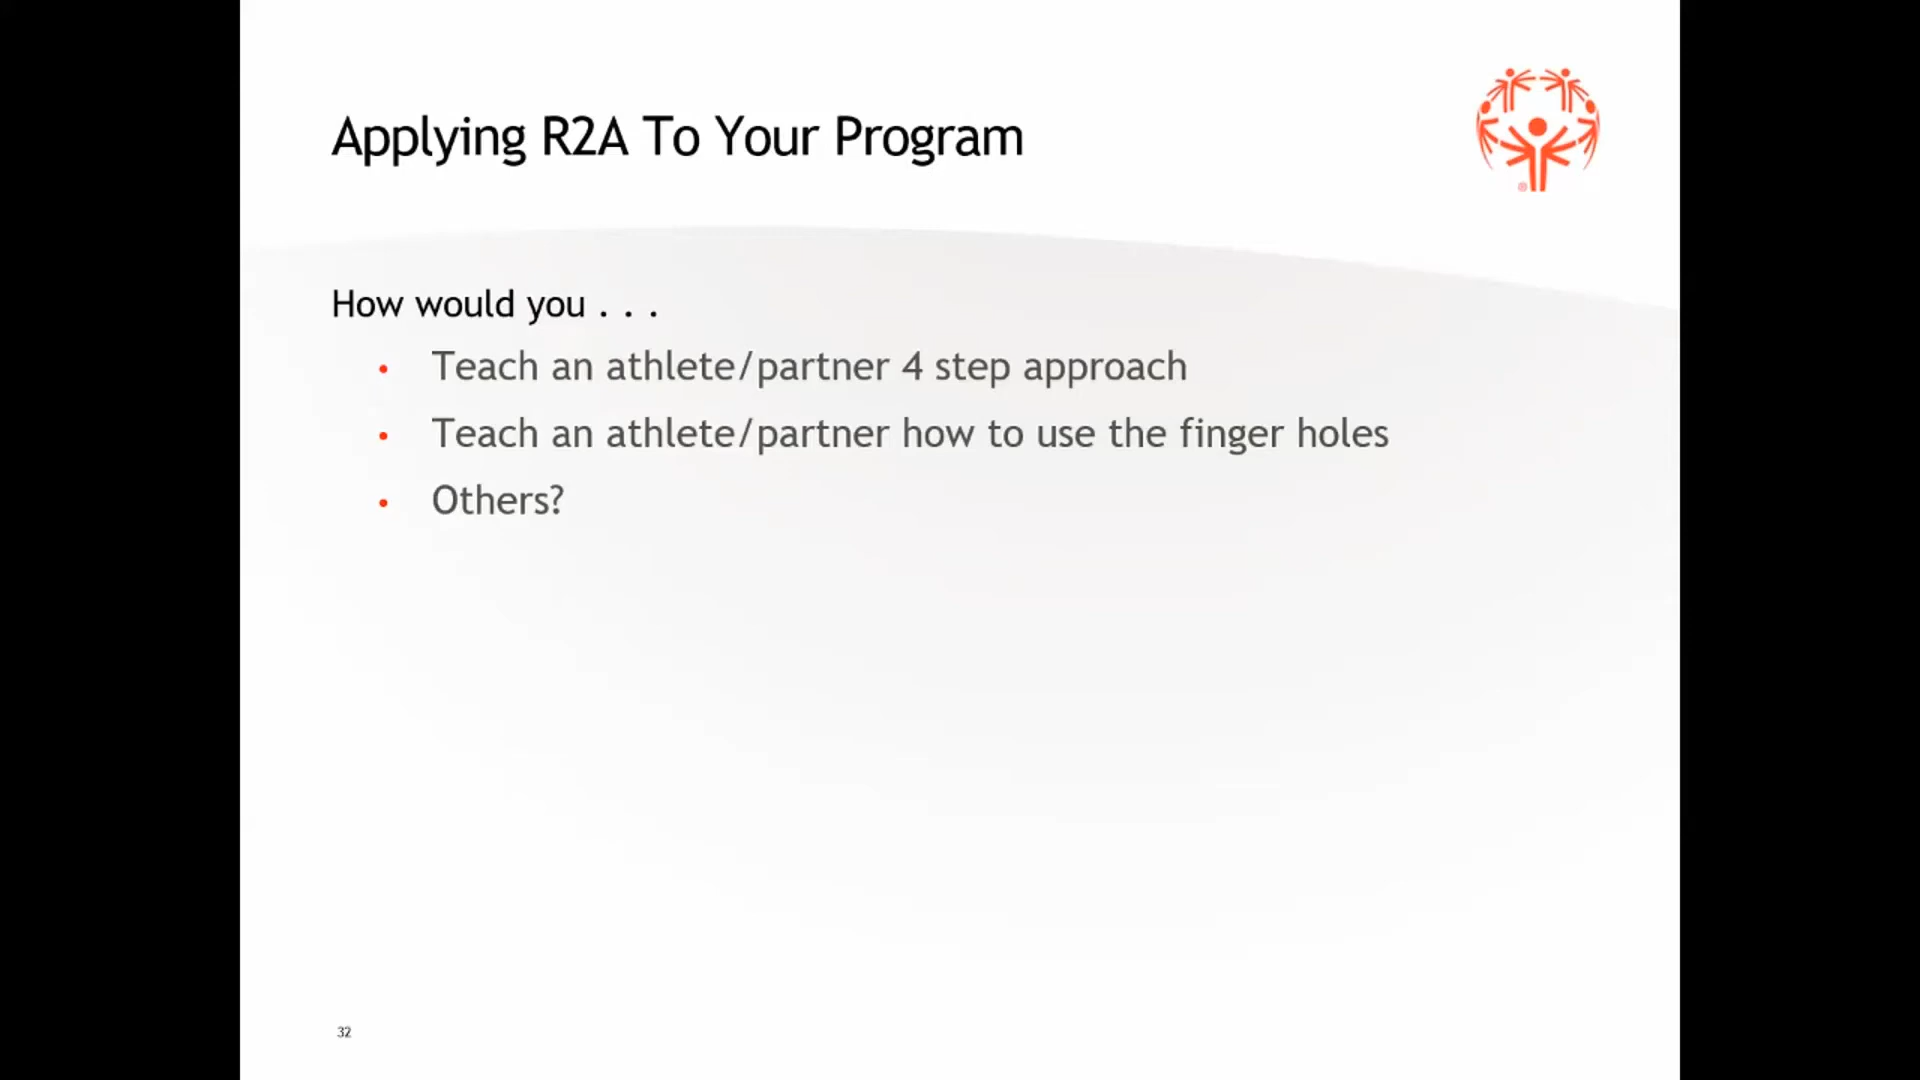 Applying R2A To Your Program
®
How would you . . .
• Teach an athlete/partner 4 step approach
• Teach an athlete/partner how to use the finger holes
• Others?
32